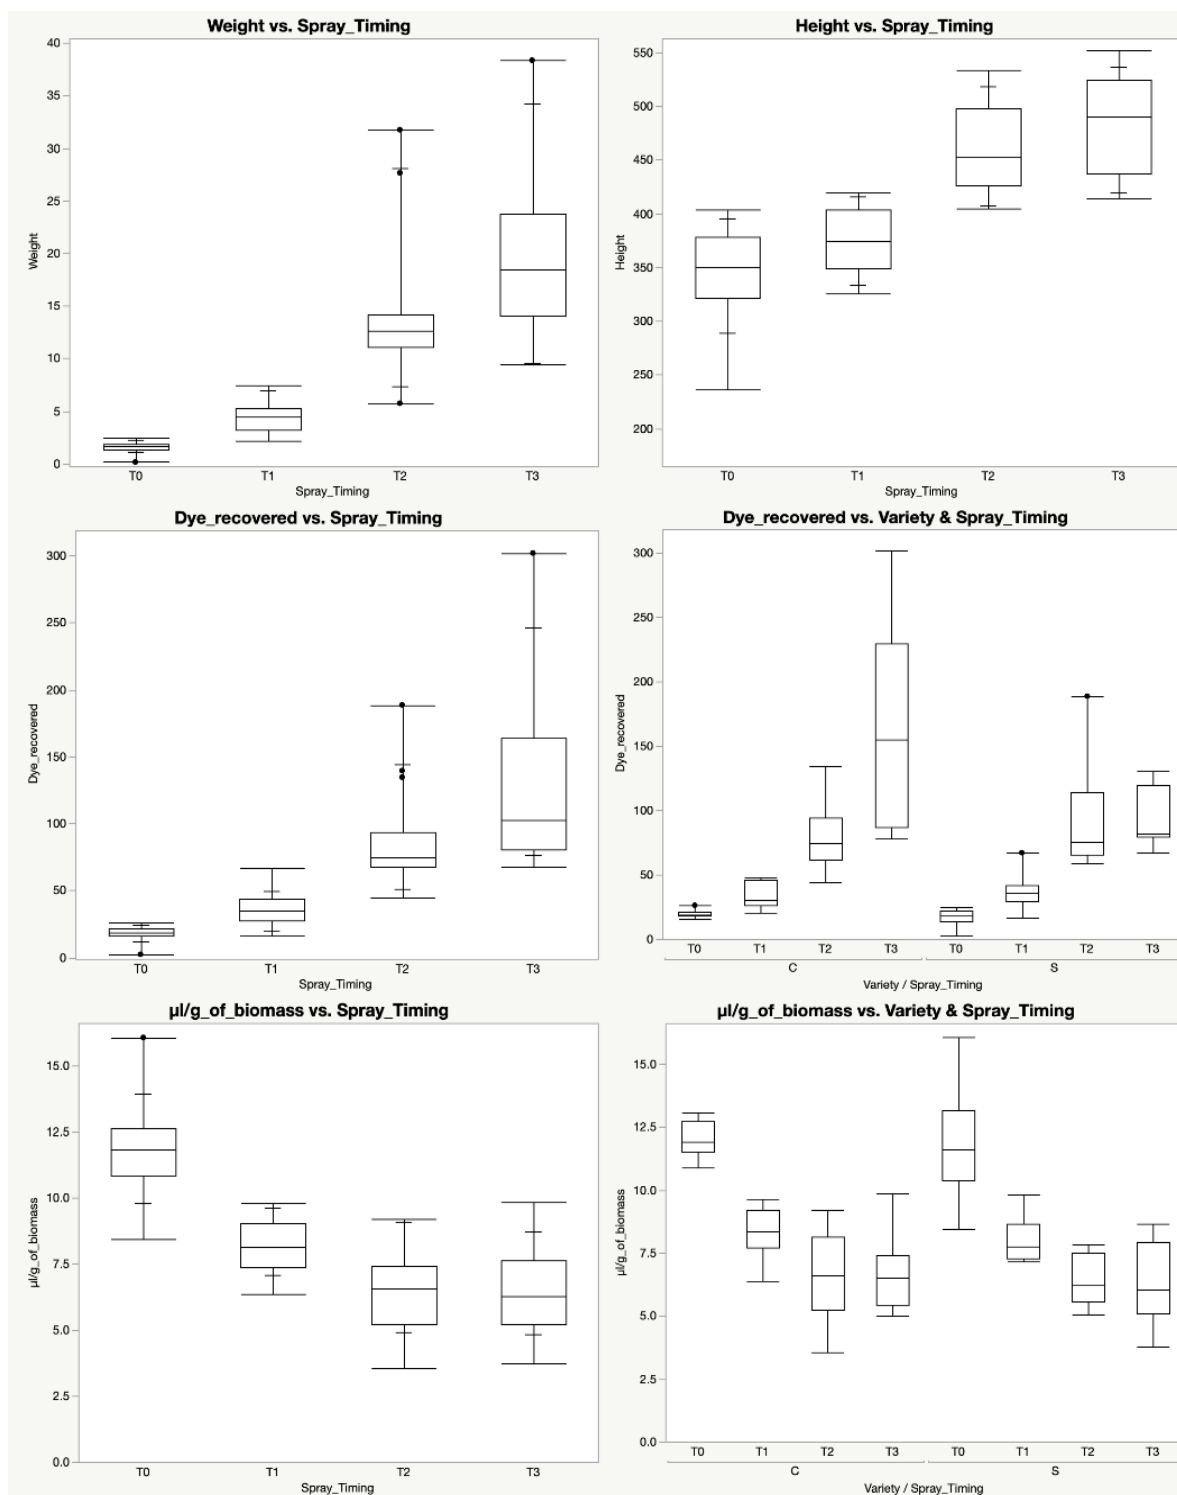 Weight vs. Spray_Timing
40
35
30
25
20
15
10
5
0
Weight
T0 T1 T2 T3
Spray_Timing
Height vs. Spray_Timing
550
500
450
400
350
300
250
200
Height
T0 T1 T2 T3
Spray_Timing
Dye_recovered vs. Spray_Timing
300
250
200
150
100
50
0
Dye_recovered
T0 T1 T2 T3
Spray_Timing
Dye_recovered vs. Variety & Spray_Timing
300
250
200
150
100
50
0
Dye_recovered
T0 T1 T2 T3 T0 T1 T2 T3
C S
Variety / Spray_Timing
µl/g_of_biomass vs. Spray_Timing
15.0
12.5
10.0
7.5
5.0
2.5
0.0
µl/g_of_biomass
T0 T1 T2 T3
Spray_Timing
µl/g_of_biomass vs. Variety & Spray_Timing
15.0
12.5
10.0
7.5
5.0
2.5
0.0
µl/g_of_biomass
T0 T1 T2 T3 T0 T1 T2 T3
C S
Variety / Spray_Timing